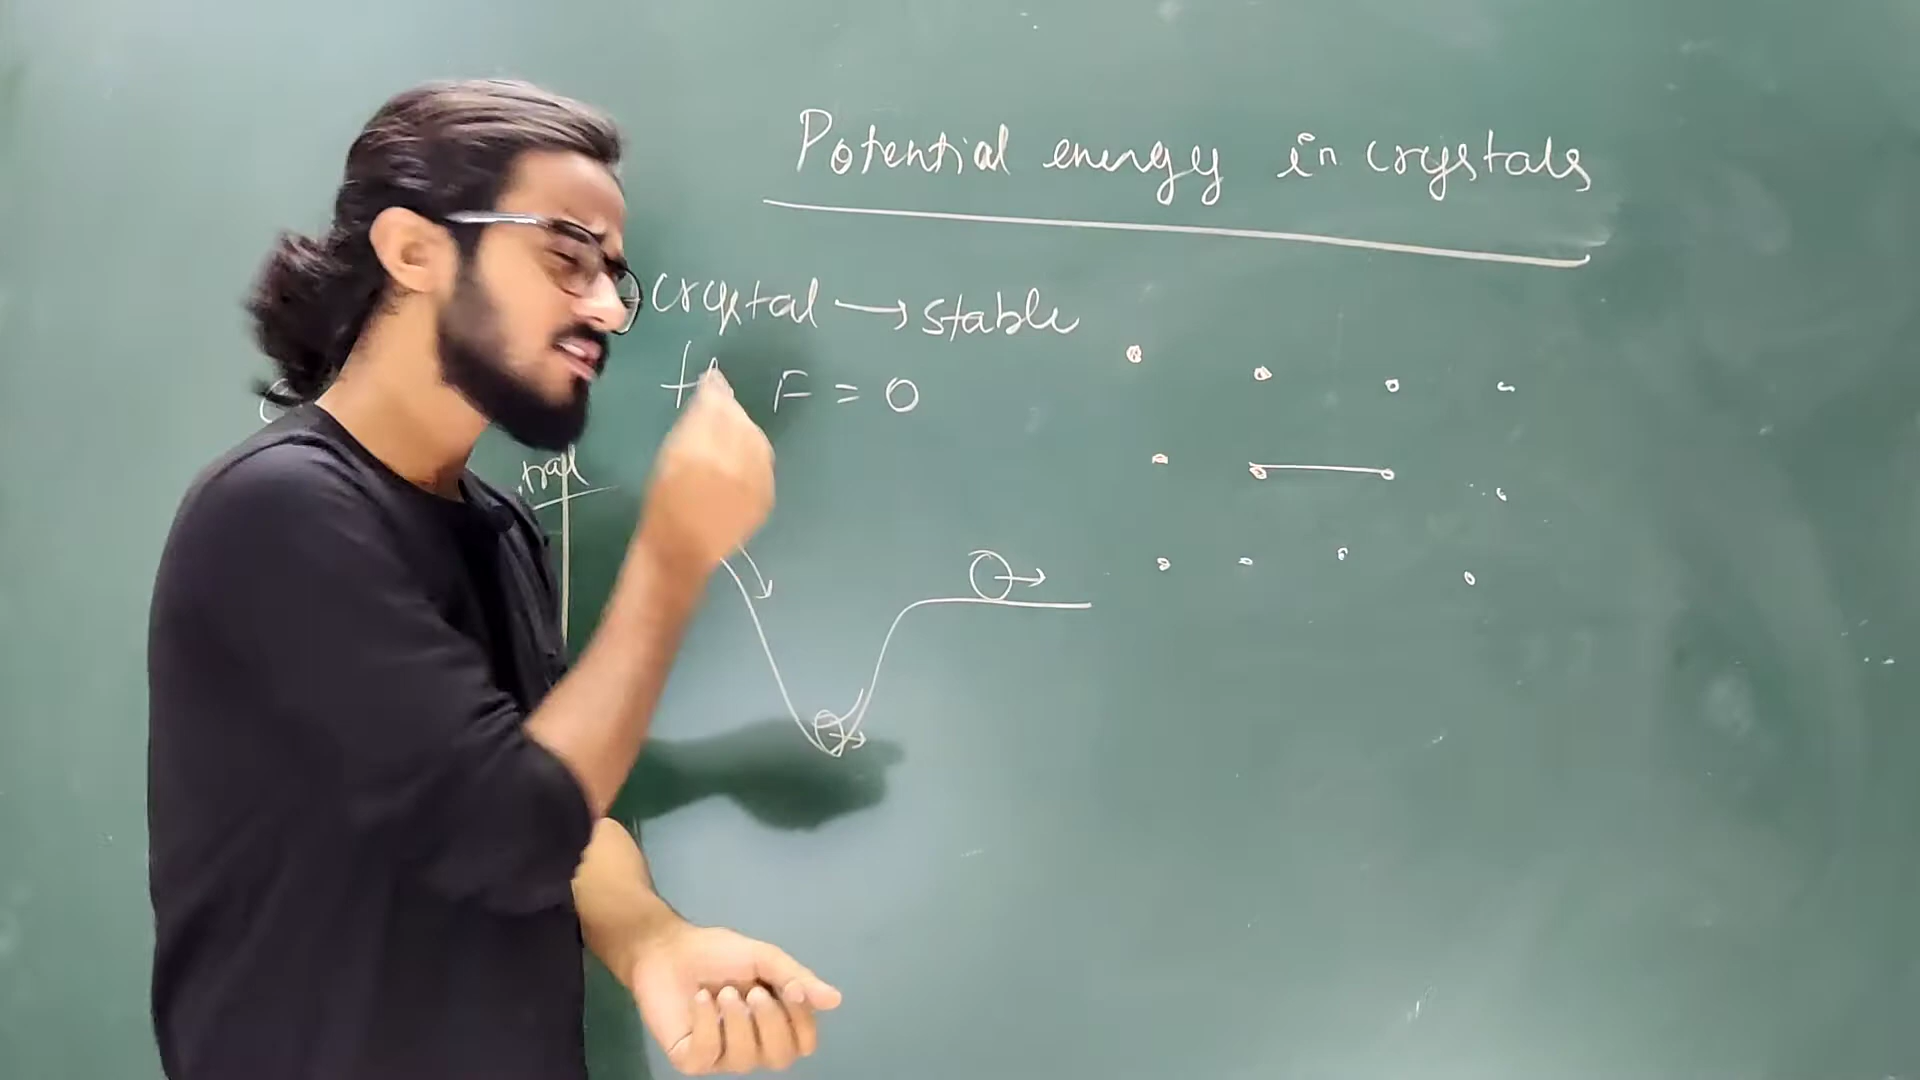 Potential energy in crystals
crystal → stable
F = 0